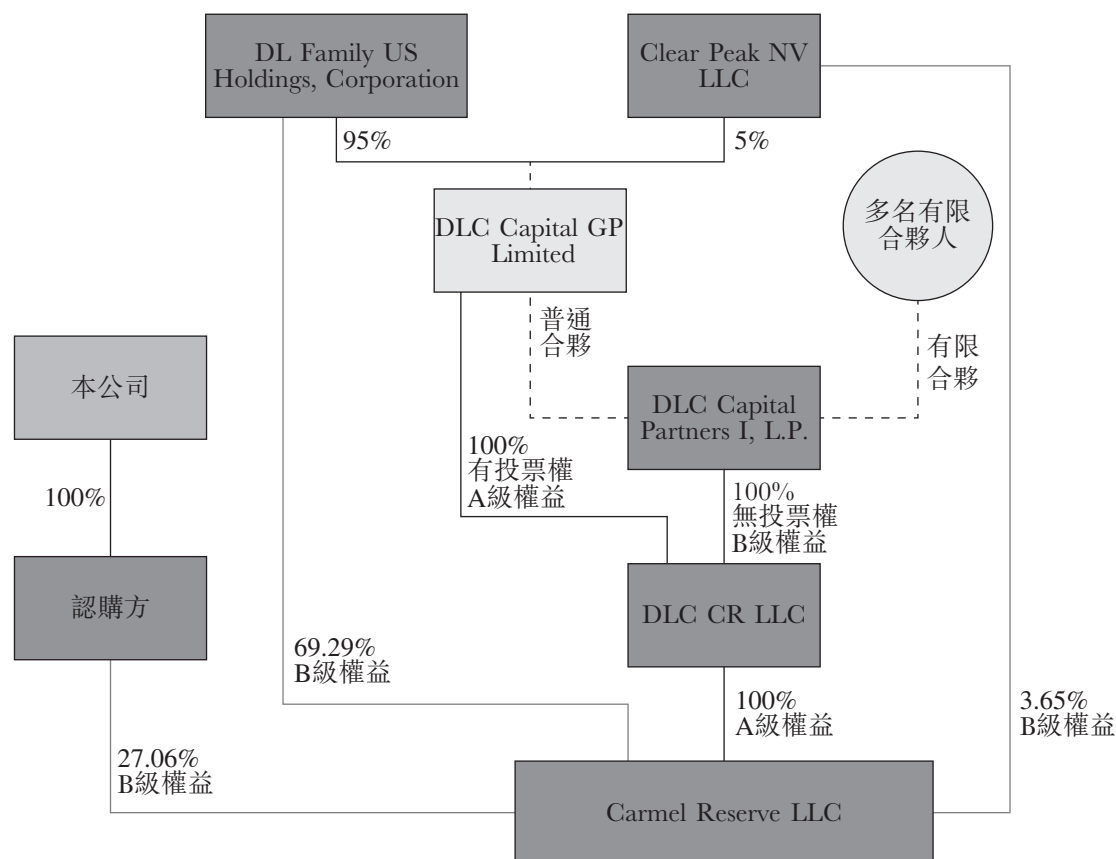 DL Family US
Holdings, Corporation
Clear Peak NV
LLC
95%
5%
DLC Capital GP
Limited
多名有限
合夥人
普通
合夥
有限
合夥
本公司
DLC Capital
Partners I, L.P.
100%
有投票權
A級權益
100%
100%
無投票權
B級權益
認購方
DLC CR LLC
69.29%
B級權益
100%
A級權益
3.65%
B級權益
27.06%
B級權益
Carmel Reserve LLC